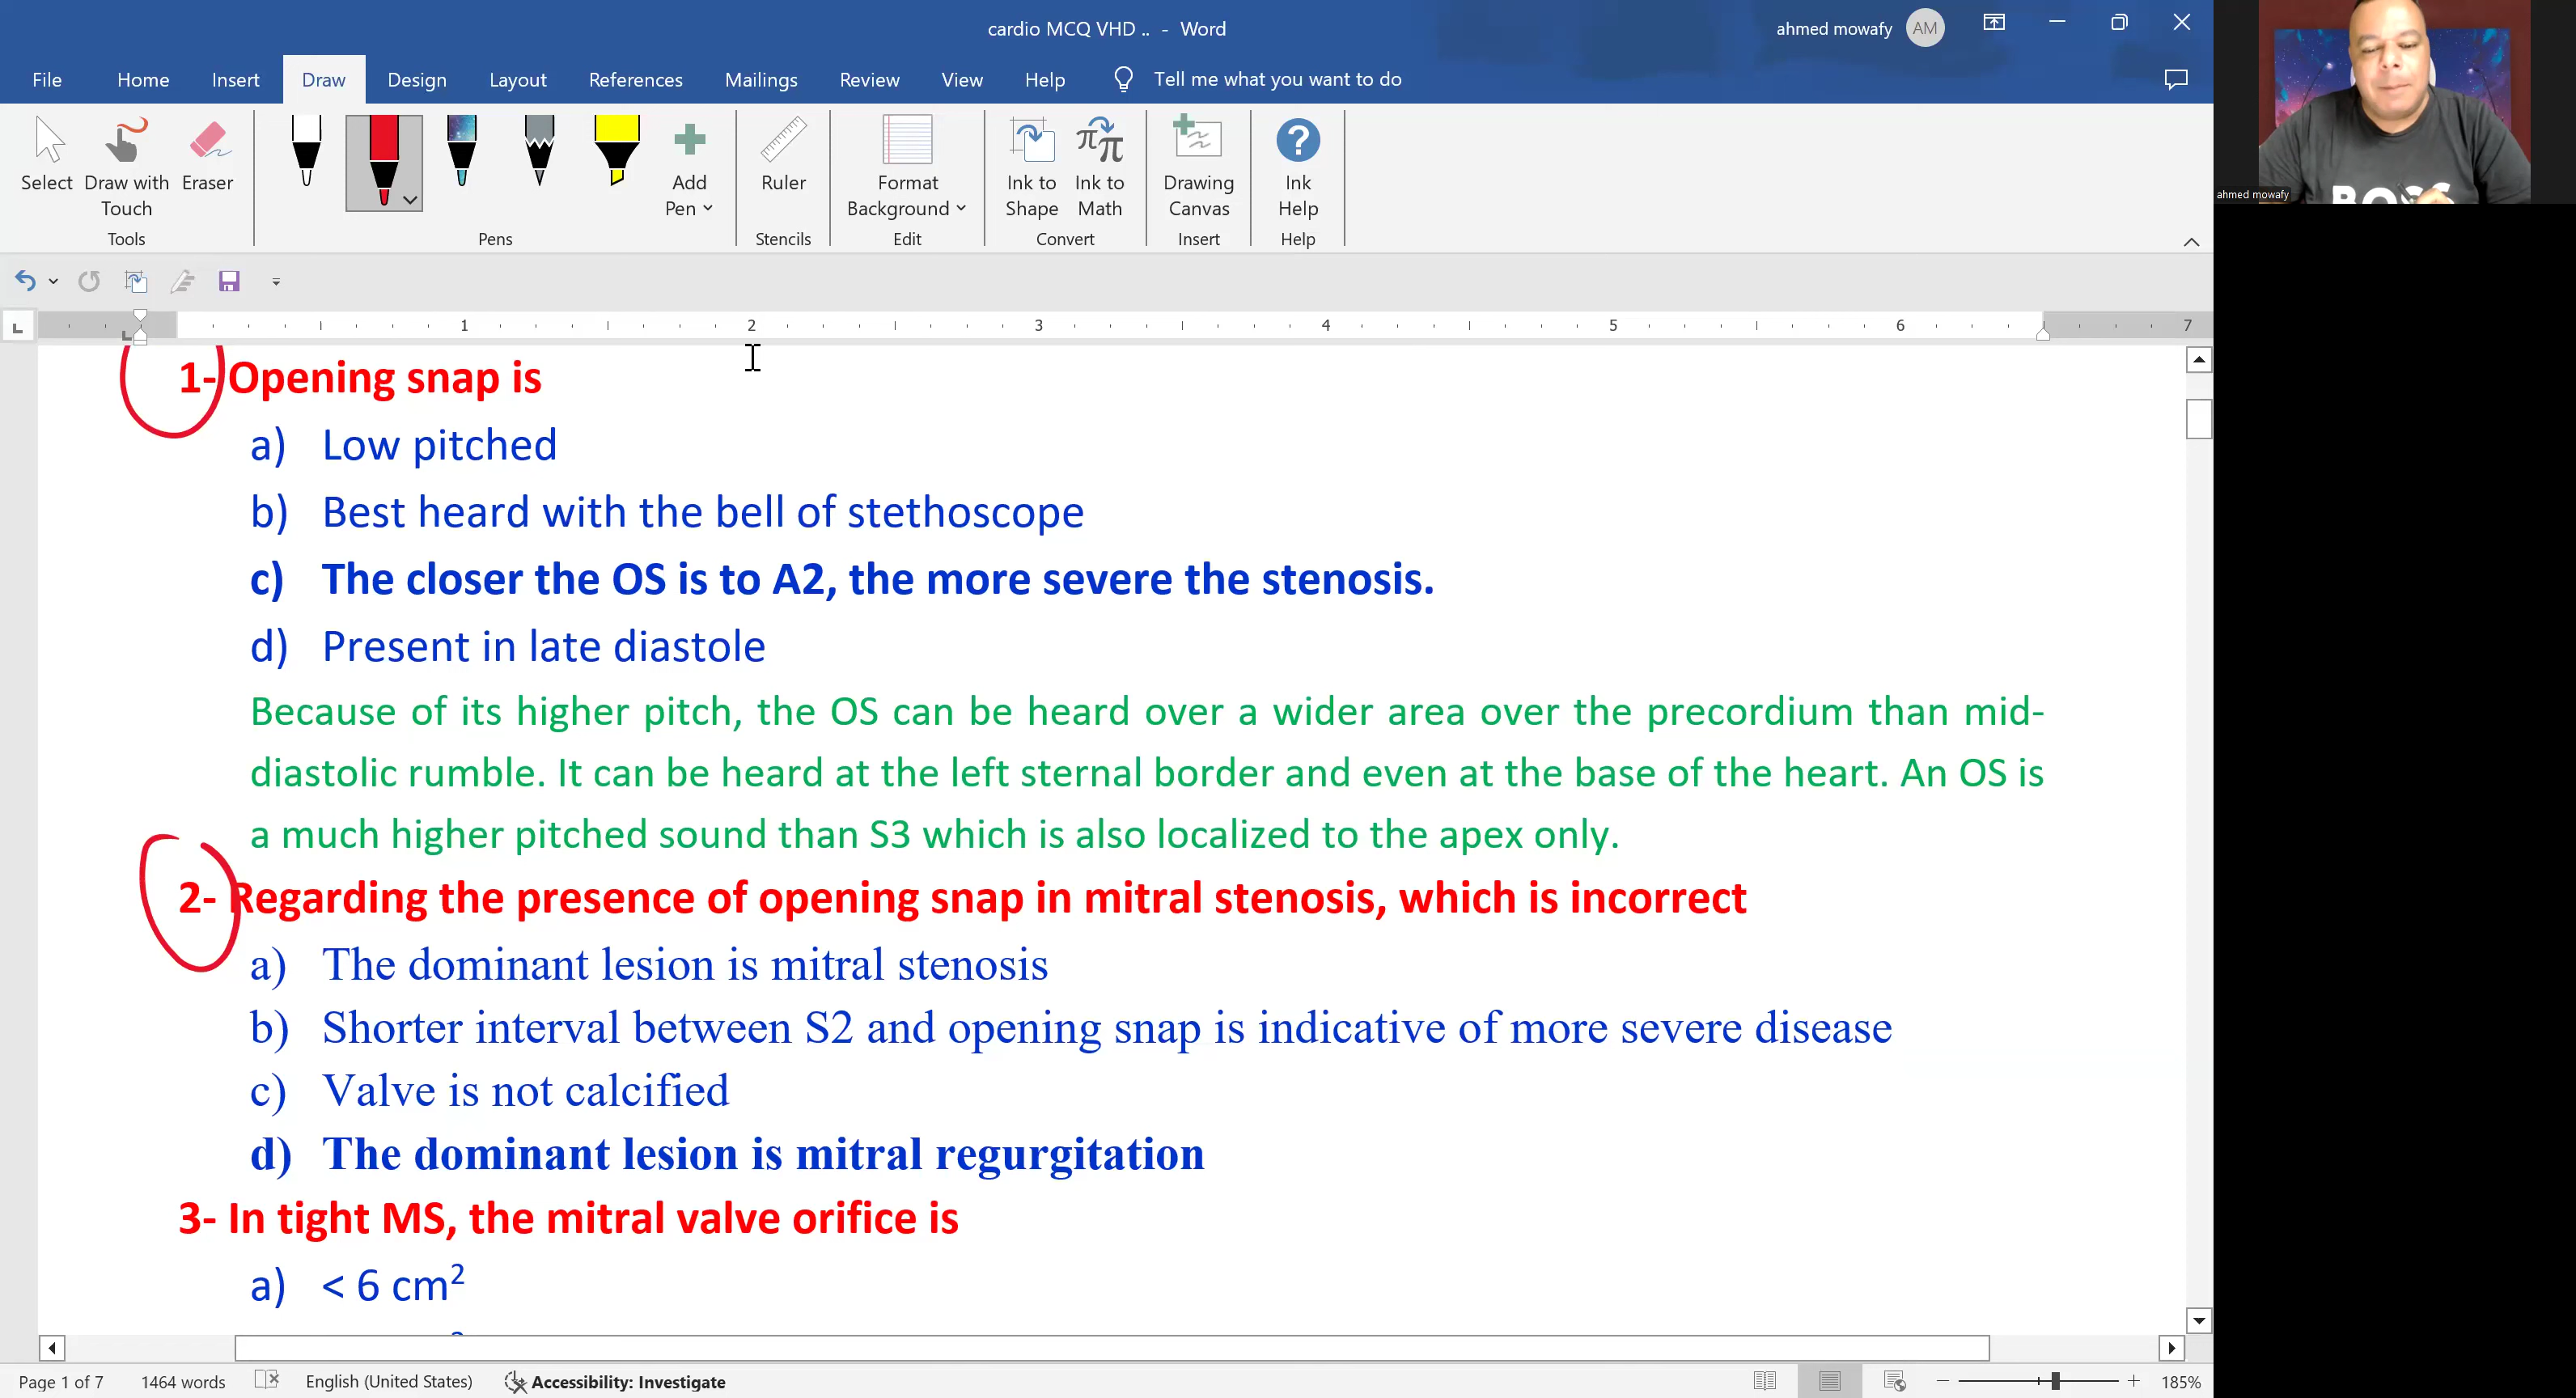 cardio MCQ VHD .. - Word
ahmed mowafy AM
File Home Insert Draw Design Layout References Mailings Review View Help Tell me what you want to do
Select Draw with Touch Eraser
Add Pen
Ruler
Format Background
Ink to Shape
Ink to Math
Drawing Canvas
Ink Help
Tools Pens Stencils Edit Convert Insert Help
1 2 3 4 5 6 7
1- Opening snap is
a) Low pitched
b) Best heard with the bell of stethoscope
c) The closer the OS is to A2, the more severe the stenosis.
d) Present in late diastole
Because of its higher pitch, the OS can be heard over a wider area over the precordium than mid-
diastolic rumble. It can be heard at the left sternal border and even at the base of the heart. An OS is
a much higher pitched sound than S3 which is also localized to the apex only.
2- Regarding the presence of opening snap in mitral stenosis, which is incorrect
a) The dominant lesion is mitral stenosis
b) Shorter interval between S2 and opening snap is indicative of more severe disease
c) Valve is not calcified
d) The dominant lesion is mitral regurgitation
3- In tight MS, the mitral valve orifice is
a) < 6 cm²
Page 1 of 7 1464 words English (United States) Accessibility: Investigate 185%
ahmed mowafy